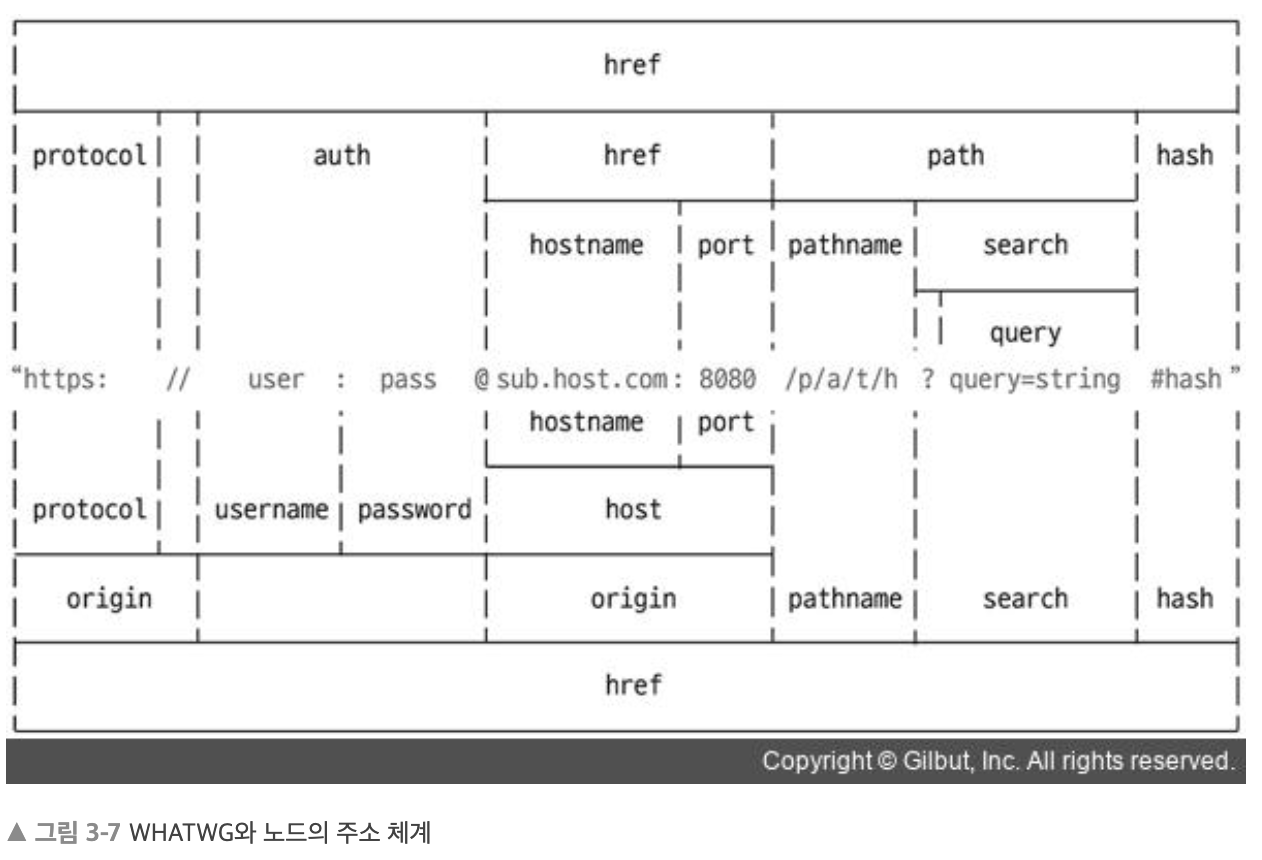 href
protocol auth href path hash
hostname port pathname search
query
“https: // user : pass @ sub.host.com : 8080 /p/a/t/h ? query=string #hash”
hostname port
protocol username password host
origin origin pathname search hash
href
Copyright © Gilbut, Inc. All rights reserved.
▲ 그림 3-7 WHATWG와 노드의 주소 체계